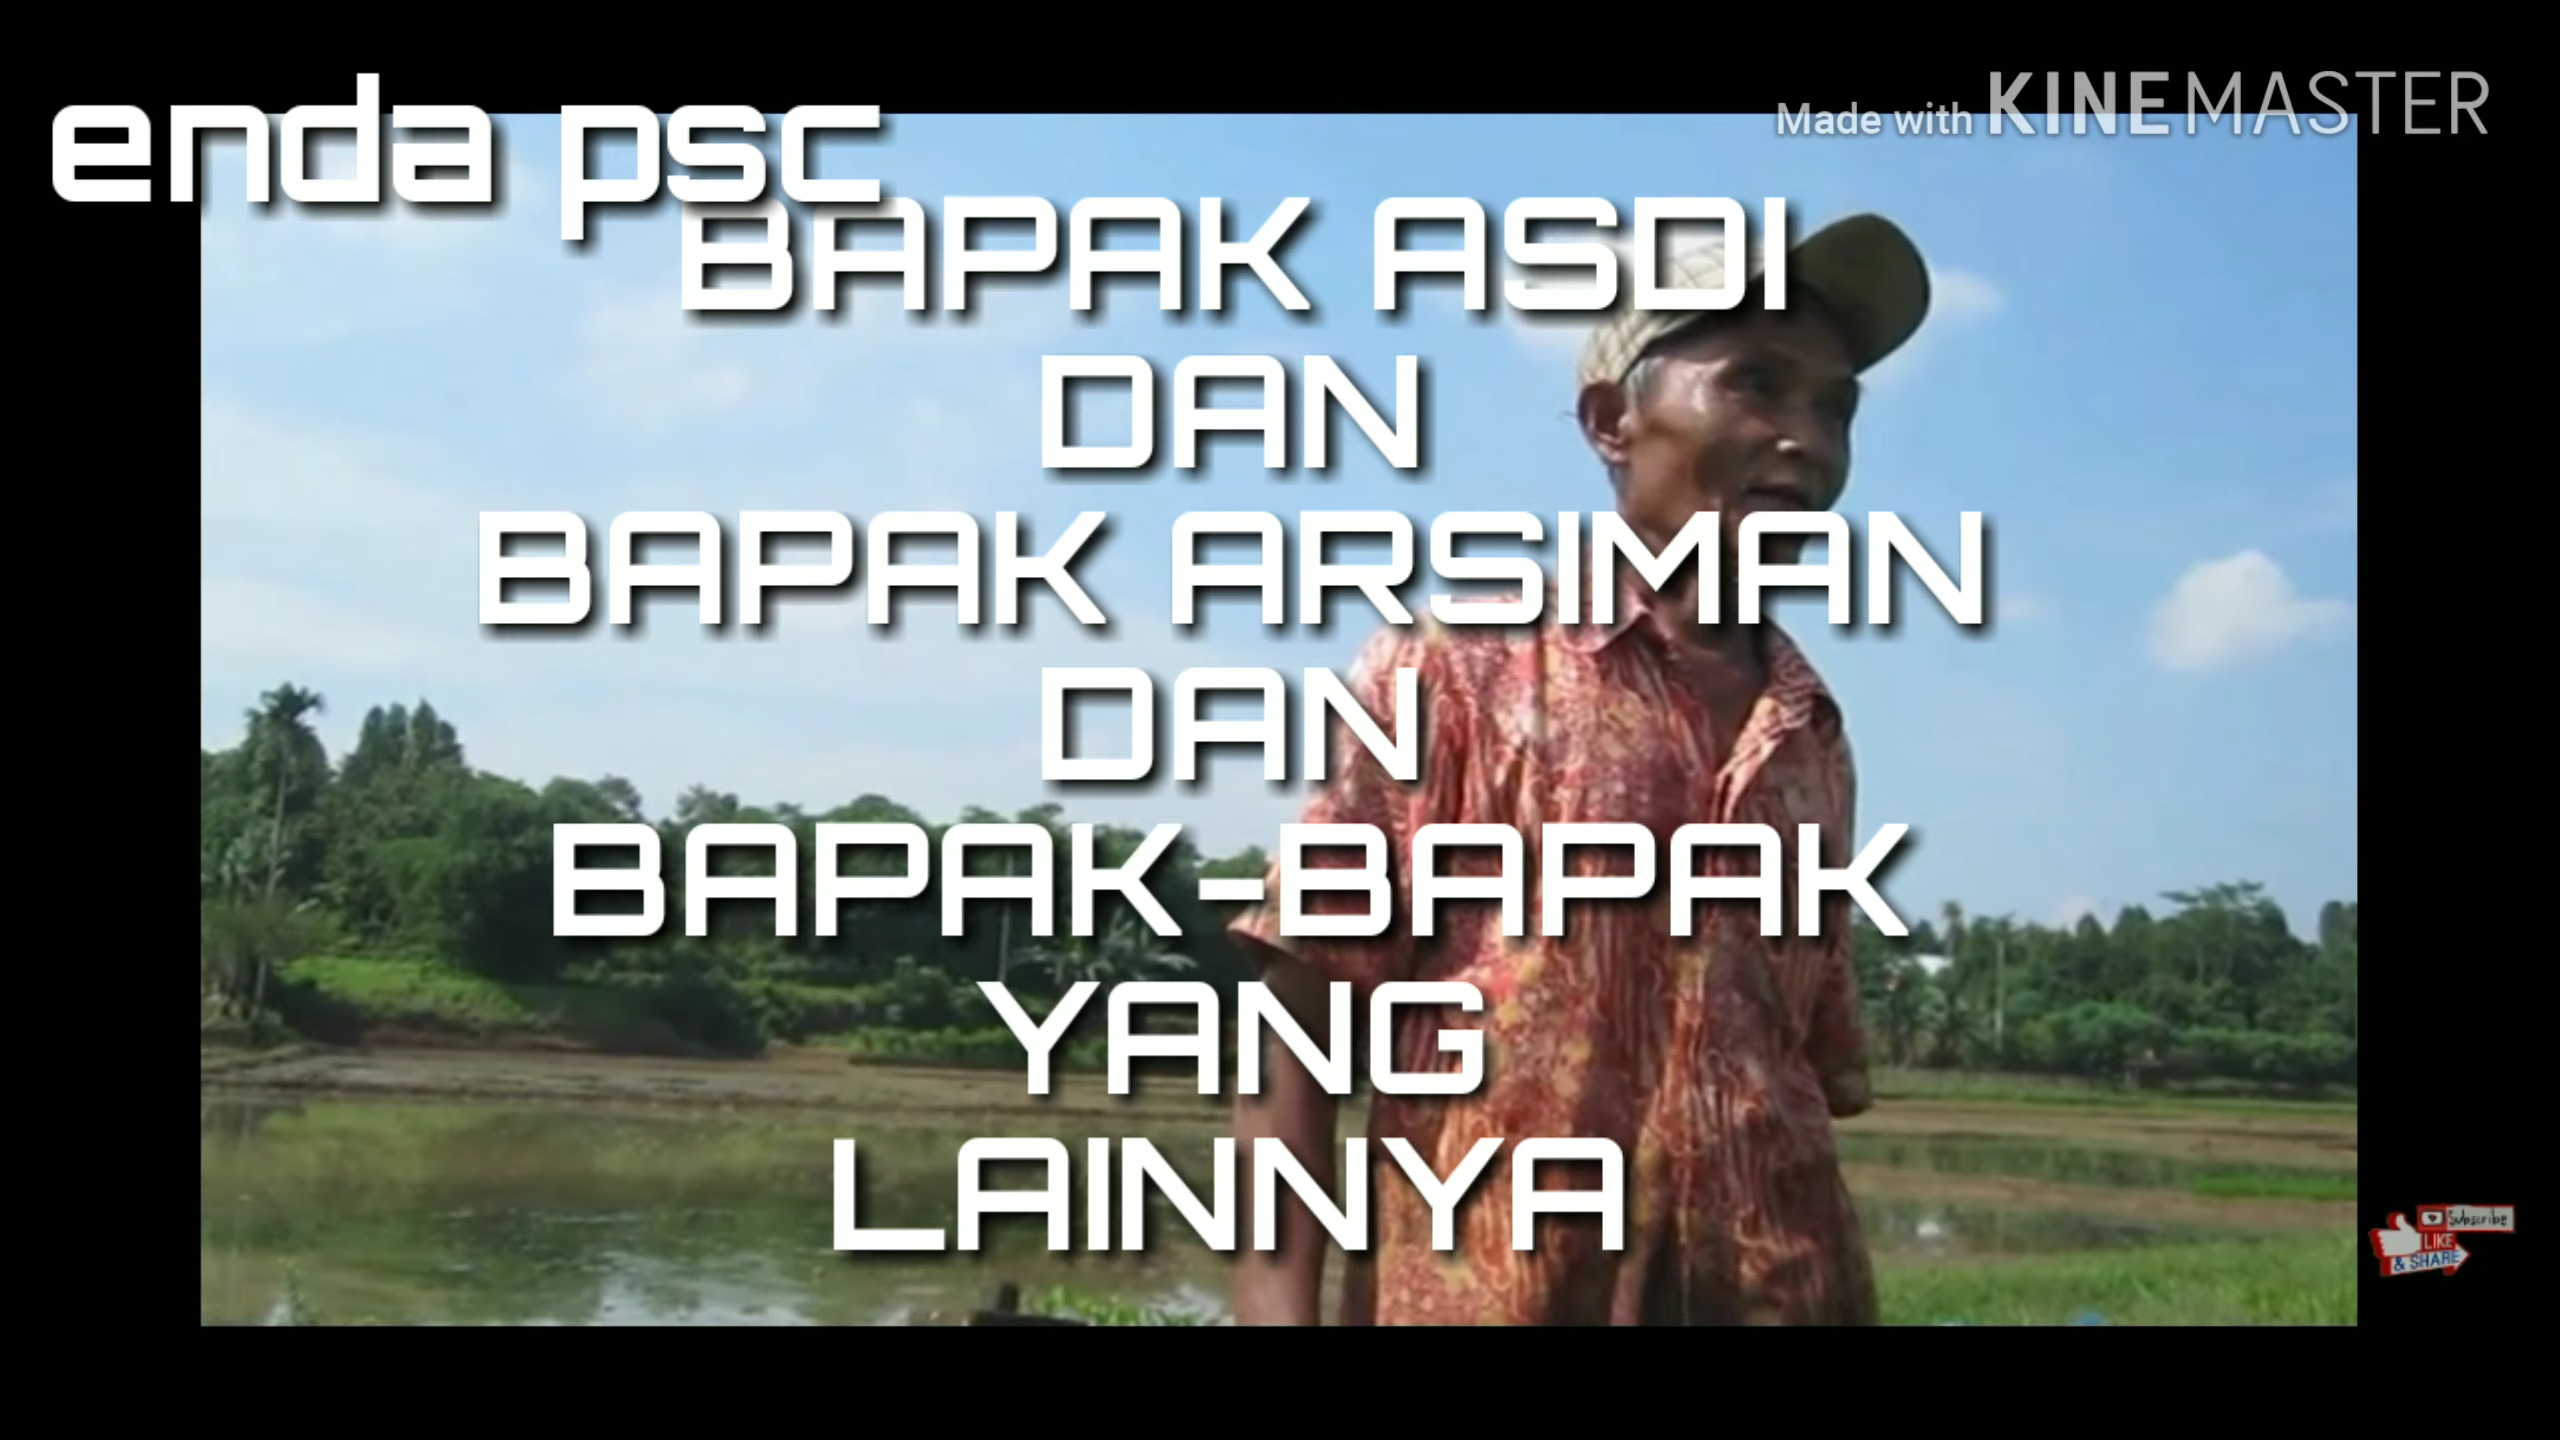 enda psc
Made with KINEMASTER
BAPAK ASDI
DAN
BAPAK ARSIMAN
DAN
BAPAK-BAPAK
YANG
LAINNYA
Subscribe
LIKE
& SHARE